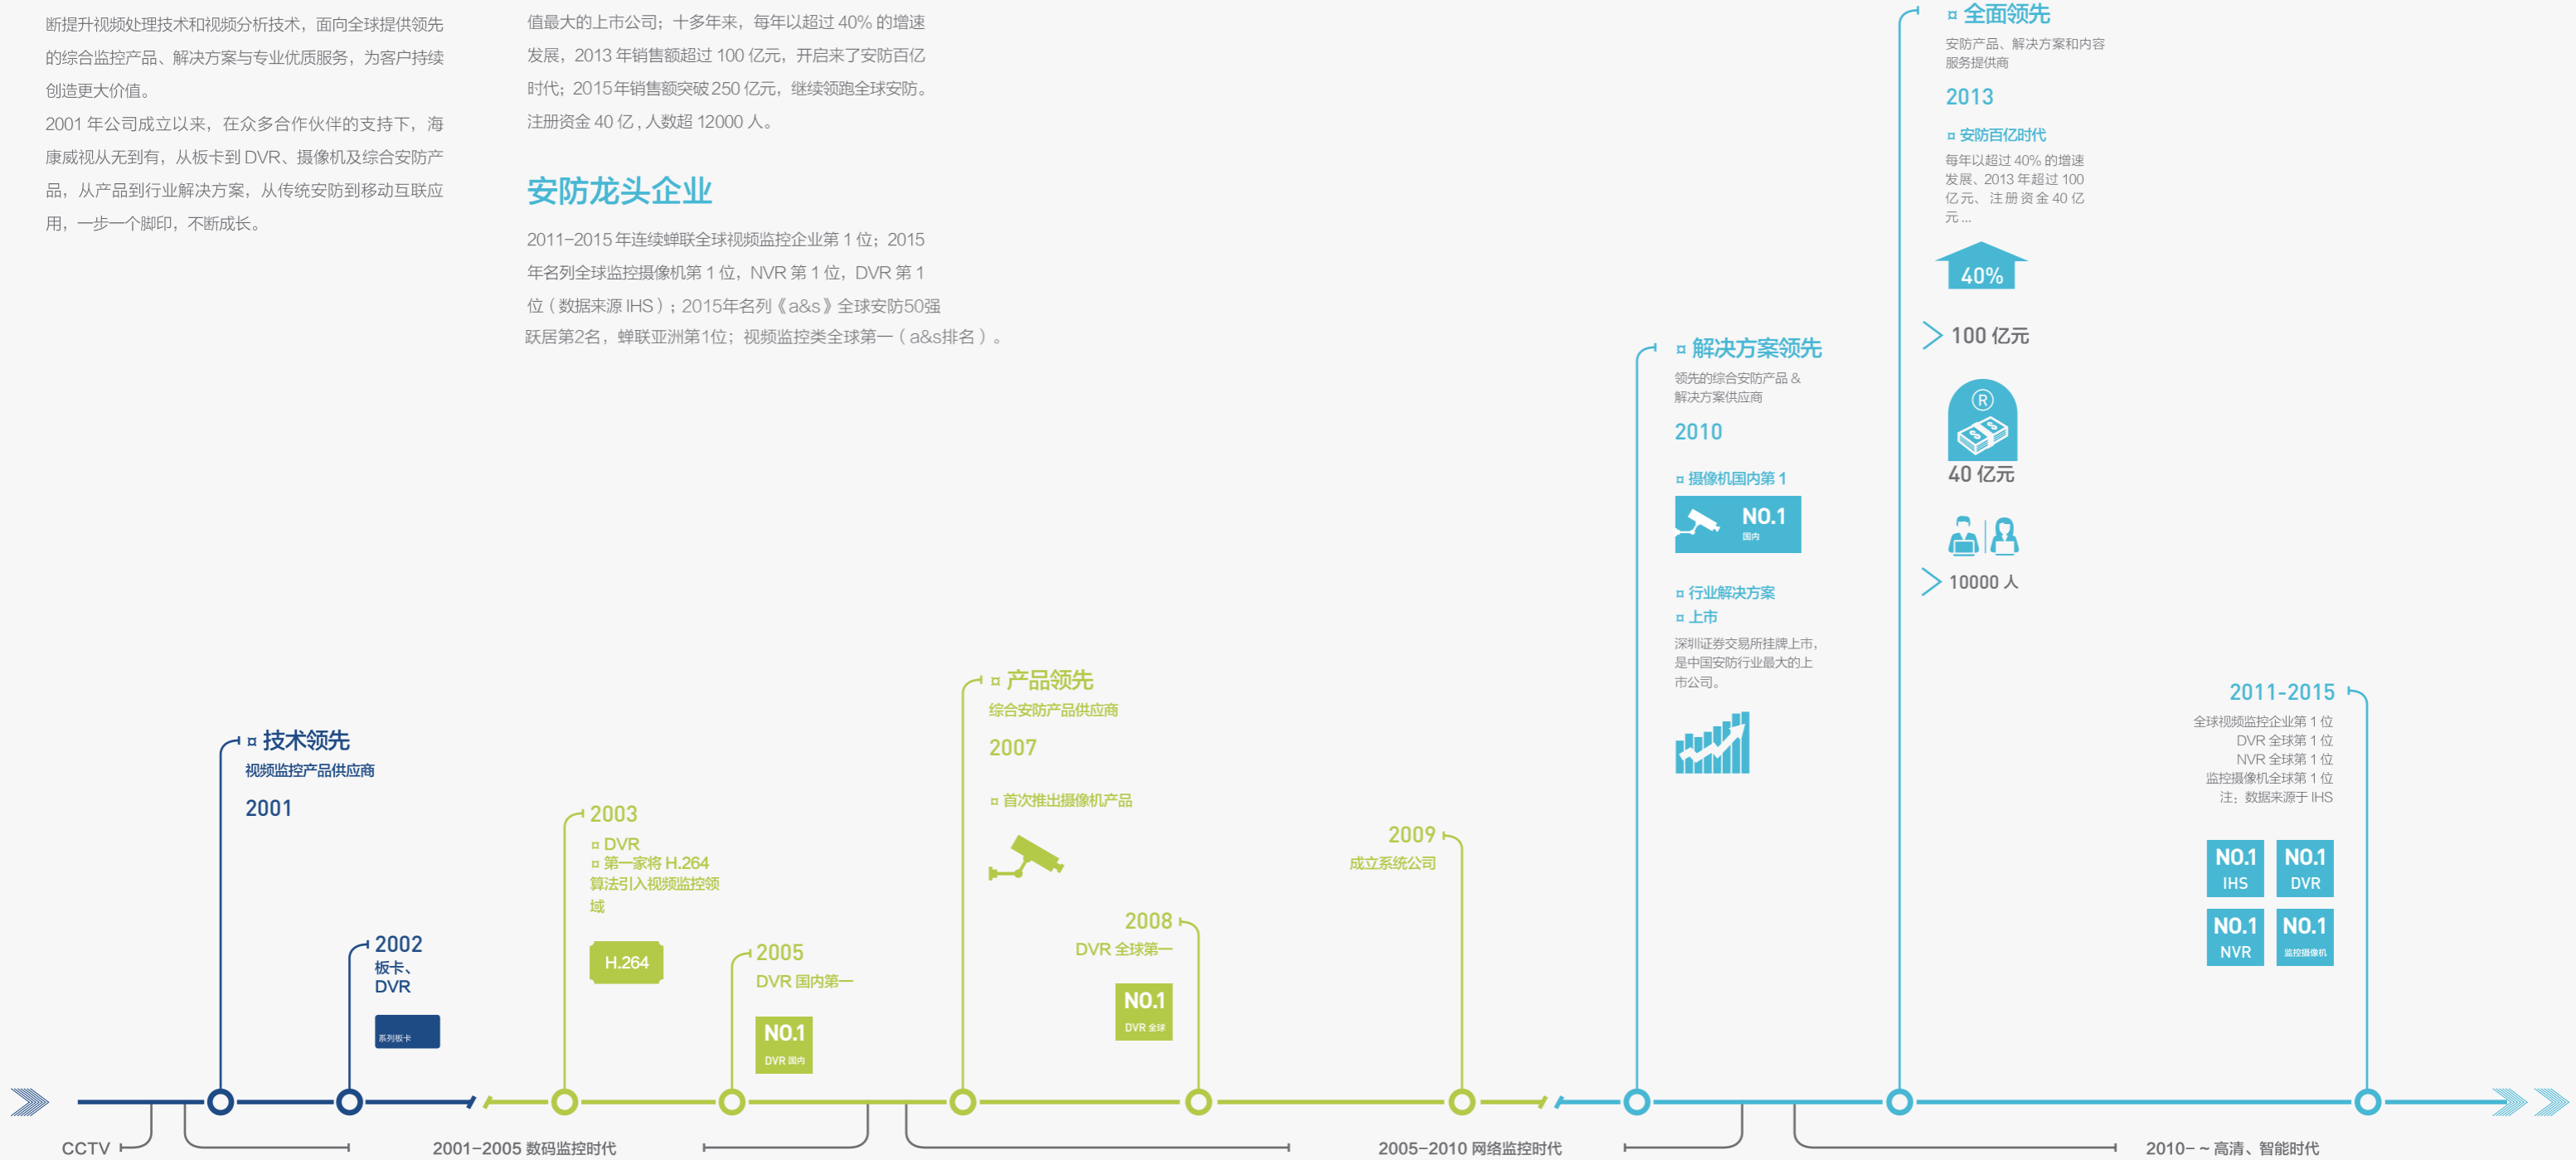 断提升视频处理技术和视频分析技术，面向全球提供领先
的综合监控产品、解决方案与专业优质服务，为客户持续
创造更大价值。
2001 年公司成立以来，在众多合作伙伴的支持下，海
康威视从无到有，从板卡到 DVR、摄像机及综合安防产
品，从产品到行业解决方案，从传统安防到移动互联应
用，一步一个脚印，不断成长。
值最大的上市公司；十多年来，每年以超过 40% 的增速
发展，2013 年销售额超过 100 亿元，开启来了安防百亿
时代；2015年销售额突破250 亿元，继续领跑全球安防。
注册资金 40 亿 , 人数超 12000 人。
安防龙头企业
2011-2015 年连续蝉联全球视频监控企业第 1 位；2015
年名列全球监控摄像机第 1 位，NVR 第 1 位，DVR 第 1
位（数据来源 IHS）；2015年名列《a&s》全球安防50强
跃居第2名，蝉联亚洲第1位；视频监控类全球第一（a&s排名）。
¤ 技术领先
视频监控产品供应商
2001
2002
板卡、
DVR
系列板卡
2003
¤ DVR
¤ 第一家将 H.264
算法引入视频监控领
域
H.264
2005
DVR 国内第一
NO.1
DVR 国内
¤ 产品领先
综合安防产品供应商
2007
¤ 首次推出摄像机产品
2008
DVR 全球第一
NO.1
DVR 全球
2009
成立系统公司
¤ 解决方案领先
领先的综合安防产品 &
解决方案供应商
2010
¤ 摄像机国内第 1
NO.1
国内
¤ 行业解决方案
¤ 上市
深圳证券交易所挂牌上市，
是中国安防行业最大的上
市公司。
¤ 全面领先
安防产品、解决方案和内容
服务提供商
2013
¤ 安防百亿时代
每年以超过 40% 的增速
发展、2013 年超过 100
亿元、注册资金 40 亿
元 ...
40%
100 亿元
®
40 亿元
10000 人
2011-2015
全球视频监控企业第 1 位
DVR 全球第 1 位
NVR 全球第 1 位
监控摄像机全球第 1 位
注：数据来源于 IHS
NO.1
IHS
NO.1
DVR
NO.1
NVR
NO.1
监控摄像机
CCTV
2001-2005 数码监控时代
2005-2010 网络监控时代
2010- ~ 高清、智能时代